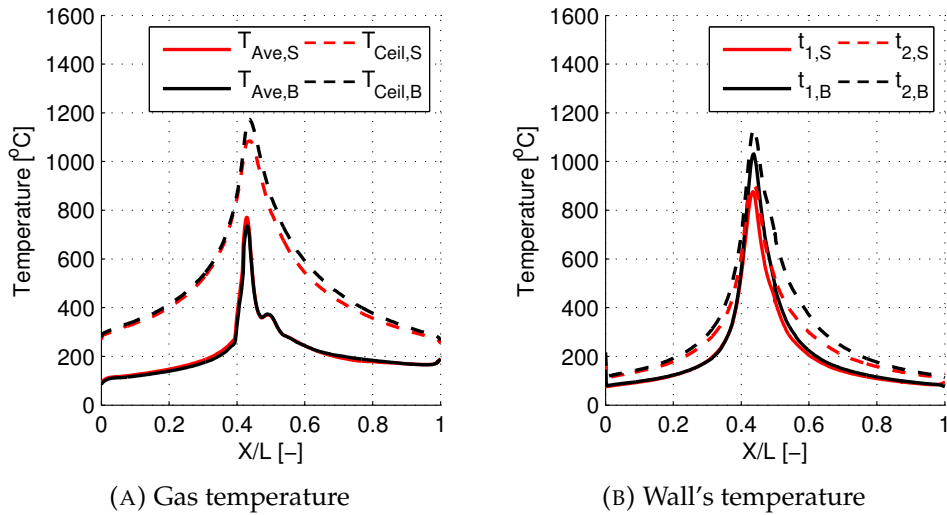 1600
1400
1200
1000
800
600
400
200
0
Temperature [°C]
T_Ave,S T_Ceil,S
T_Ave,B T_Ceil,B
0 0.2 0.4 0.6 0.8 1
X/L [−]
(A) Gas temperature
1600
1400
1200
1000
800
600
400
200
0
Temperature [°C]
t_1,S t_2,S
t_1,B t_2,B
0 0.2 0.4 0.6 0.8 1
X/L [−]
(B) Wall's temperature